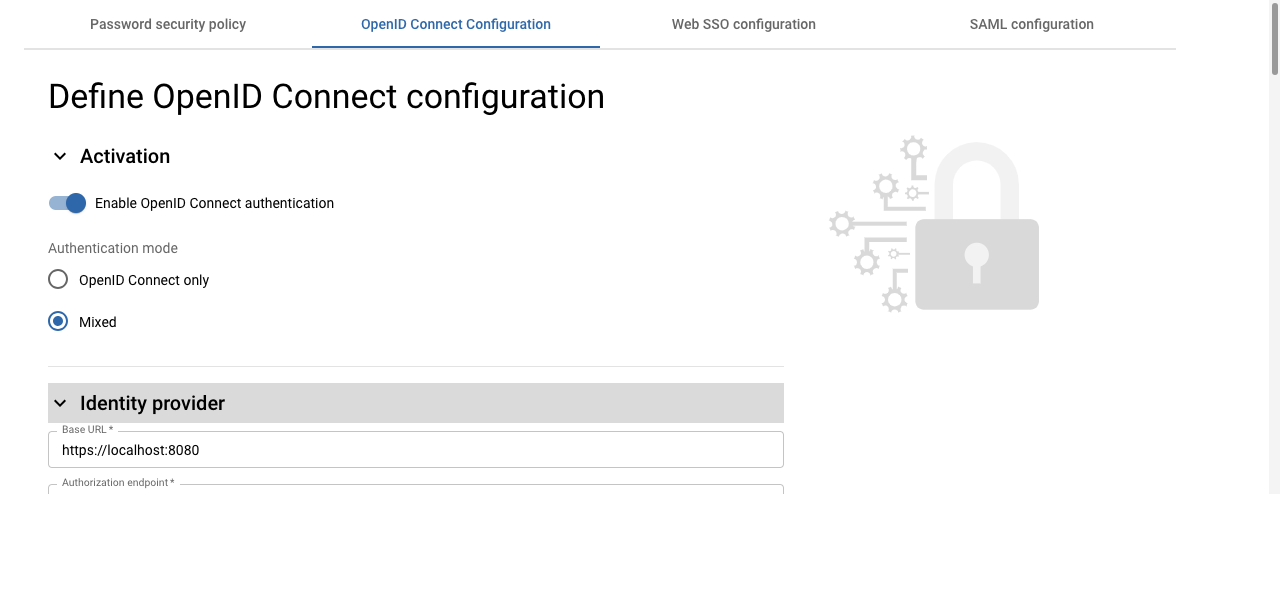 Password security policy
OpenID Connect Configuration
Web SSO configuration
SAML configuration
Define OpenID Connect configuration
Activation
Enable OpenID Connect authentication
Authentication mode
OpenID Connect only
Mixed
Identity provider
Base URL *
https://localhost:8080
Authorization endpoint *